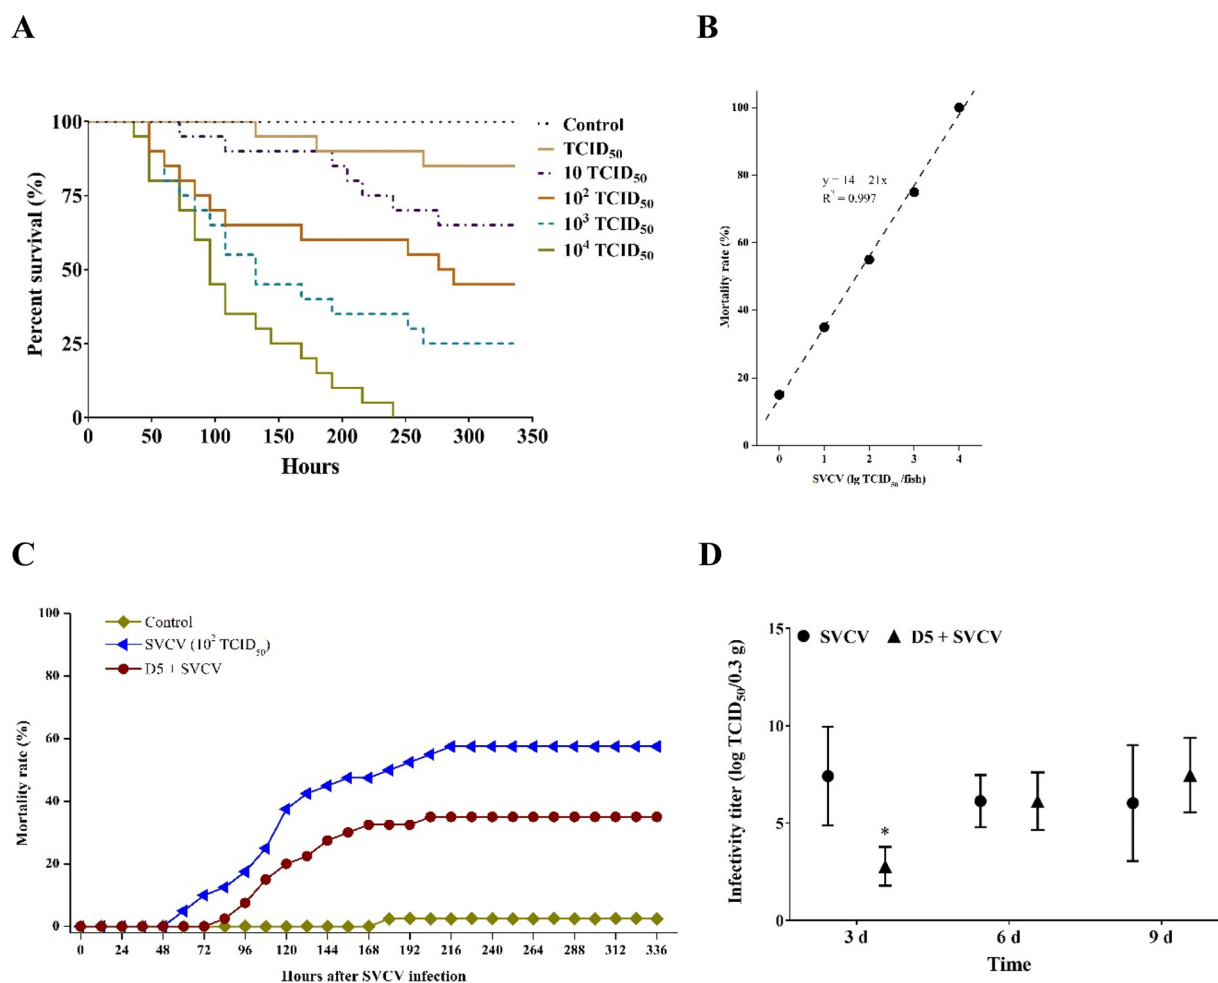 A
B
Percent survival (%)
100
75
50
25
0
0 50 100 150 200 250 300 350
Hours
Control
TCID50
10 TCID50
10² TCID50
10³ TCID50
10⁴ TCID50
Mortality rate (%)
100
80
60
40
20
0
y = 14 21x
R² = 0.997
0 1 2 3 4
SVCV (lg TCID50 /fish)
C
D
Mortality rate (%)
100
80
60
40
20
0
Control
SVCV (10² TCID50)
D5 + SVCV
0 24 48 72 96 120 144 168 192 216 240 264 288 312 336
Hours after SVCV infection
Infectivity titer (log TCID50/0.3 g)
15
10
5
0
SVCV D5 + SVCV
*
3 d 6 d 9 d
Time